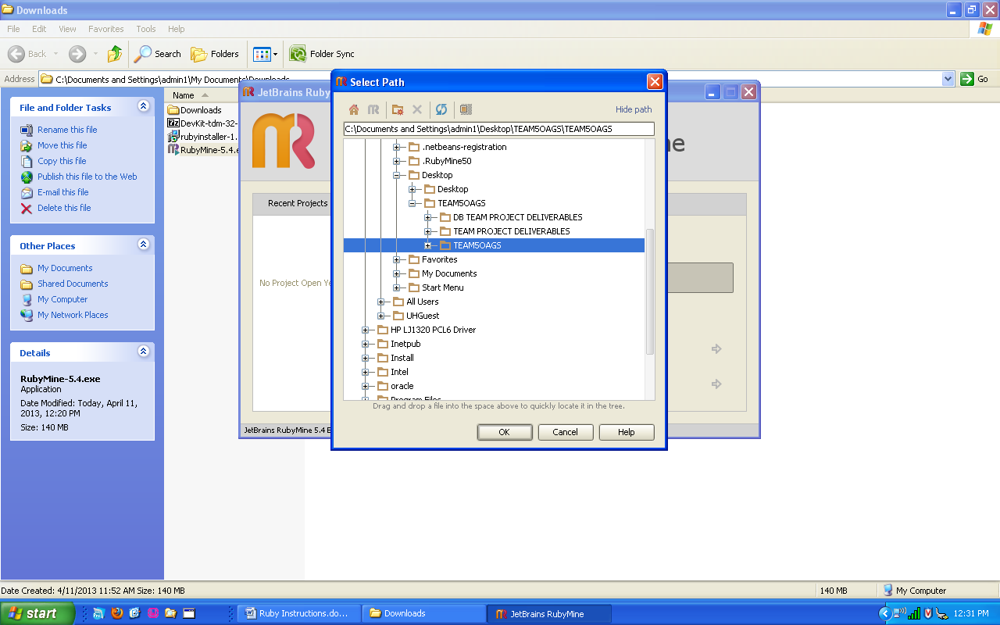 Downloads
File Edit View Favorites Tools Help
Back Search Folders Folder Sync
Address C:\Documents and Settings\admin1\My Documents\Downloads Go
File and Folder Tasks
Rename this file
Move this file
Copy this file
Publish this file to the Web
E-mail this file
Delete this file
Other Places
My Documents
Shared Documents
My Computer
My Network Places
Details
RubyMine-5.4.exe
Application
Date Modified: Today, April 11,
2013, 12:20 PM
Size: 140 MB
Name
Downloads
DevKit-tdm-32-
rubyinstaller-1.
RubyMine-5.4.e
JetBrains Ruby
Recent Projects
No Project Open Ye
JetBrains RubyMine 5.4 E
Select Path
Hide path
C:\Documents and Settings\admin1\Desktop\TEAM5OAGS\TEAM5OAGS
.netbeans-registration
.RubyMine50
Desktop
Desktop
TEAM5OAGS
DB TEAM PROJECT DELIVERABLES
TEAM PROJECT DELIVERABLES
TEAM5OAGS
Favorites
My Documents
Start Menu
All Users
UHGuest
HP LJ1320 PCL6 Driver
Inetpub
Install
Intel
oracle
Program Files
Drag and drop a file into the space above to quickly locate it in the tree.
OK Cancel Help
Date Created: 4/11/2013 11:52 AM Size: 140 MB 140 MB My Computer
start Ruby Instructions.do... Downloads JetBrains RubyMine 12:31 PM